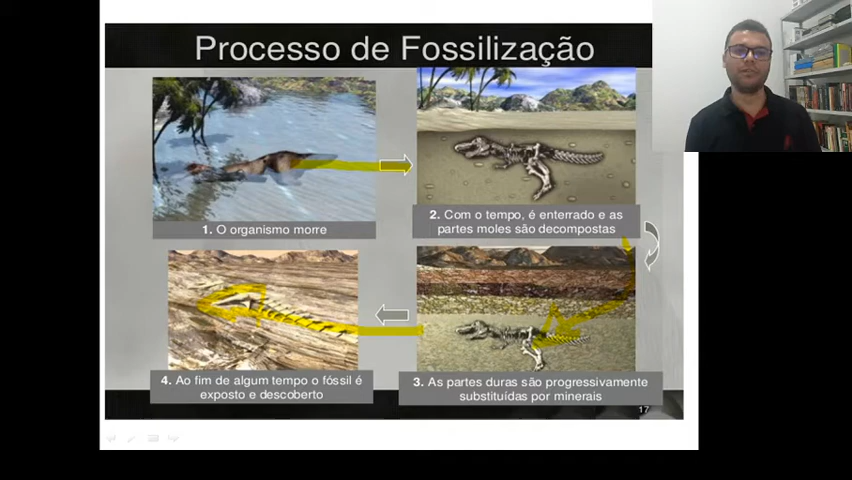 Processo de Fossilização
1. O organismo morre
2. Com o tempo, é enterrado e as
partes moles são decompostas
4. Ao fim de algum tempo o fóssil é
exposto e descoberto
3. As partes duras são progressivamente
substituídas por minerais
17